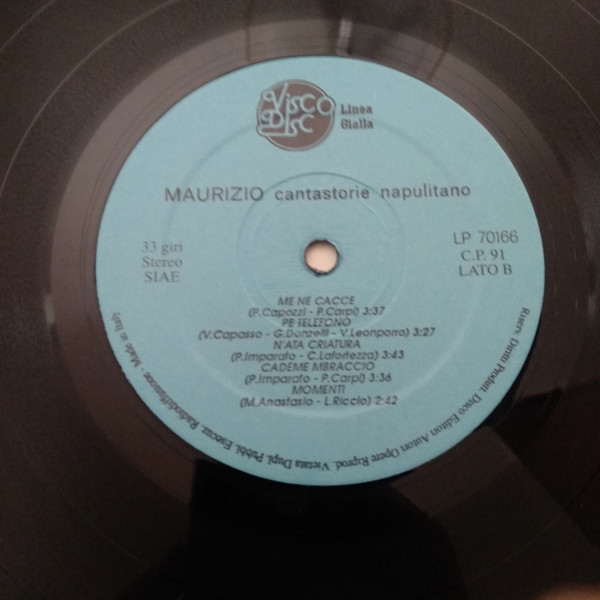 VISCO DISC
Linea
Gialla
MAURIZIO cantastorie napulitano
33 giri
Stereo
SIAE
LP 70166
C.P. 91
LATO B
ME NE CACCE
(P.Capozzi - P.Carpi) 3:37
PE TELEFONO
(V.Capasso - G.Donzelli - V.Leonporro) 3:27
N'ATA CRIATURA
(P.Imparato - C.Lafortezza) 3:43
CADEME MBRACCIO
(P.Imparato - P.Carpi) 3:36
MOMENTI
(M.Anastasio - L.Riccio) 2:42
Riserv. Diritti Produtt. Disco Editori Autori Opere Riprod. Vietata Dupl. Pubbl. Esecuz. Radiodiffusione - Made in Italy